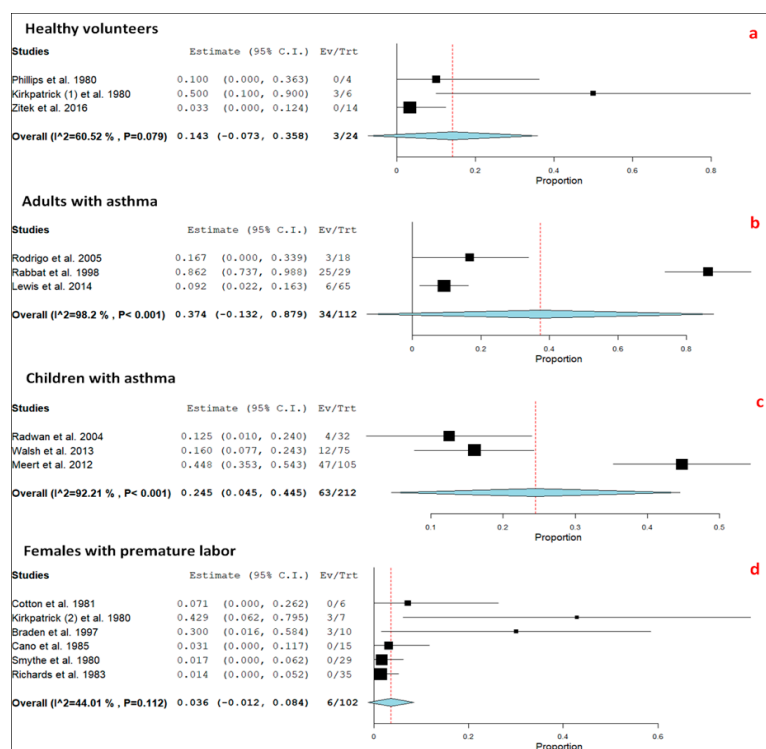 Healthy volunteers
a
Studies Estimate (95% C.I.) Ev/Trt
Phillips et al. 1980 0.100 (0.000, 0.363) 0/4
Kirkpatrick (1) et al. 1980 0.500 (0.100, 0.900) 3/6
Zitek et al. 2016 0.033 (0.000, 0.124) 0/14
Overall (I^2=60.52 % , P=0.079) 0.143 (-0.073, 0.358) 3/24
0 0.2 0.4 0.6 0.8
Proportion
Adults with asthma
b
Studies Estimate (95% C.I.) Ev/Trt
Rodrigo et al. 2005 0.167 (0.000, 0.339) 3/18
Rabbat et al. 1998 0.862 (0.737, 0.988) 25/29
Lewis et al. 2014 0.092 (0.022, 0.163) 6/65
Overall (I^2=98.2 % , P< 0.001) 0.374 (-0.132, 0.879) 34/112
0 0.2 0.4 0.6 0.8
Proportion
Children with asthma
c
Studies Estimate (95% C.I.) Ev/Trt
Radwan et al. 2004 0.125 (0.010, 0.240) 4/32
Walsh et al. 2013 0.160 (0.077, 0.243) 12/75
Meert et al. 2012 0.448 (0.353, 0.543) 47/105
Overall (I^2=92.21 % , P< 0.001) 0.245 (0.045, 0.445) 63/212
0.1 0.2 0.3 0.4 0.5
Proportion
Females with premature labor
d
Studies Estimate (95% C.I.) Ev/Trt
Cotton et al. 1981 0.071 (0.000, 0.262) 0/6
Kirkpatrick (2) et al. 1980 0.429 (0.062, 0.795) 3/7
Braden et al. 1997 0.300 (0.016, 0.584) 3/10
Cano et al. 1985 0.031 (0.000, 0.117) 0/15
Smythe et al. 1980 0.017 (0.000, 0.062) 0/29
Richards et al. 1983 0.014 (0.000, 0.052) 0/35
Overall (I^2=44.01 % , P=0.112) 0.036 (-0.012, 0.084) 6/102
0 0.2 0.4 0.6
Proportion